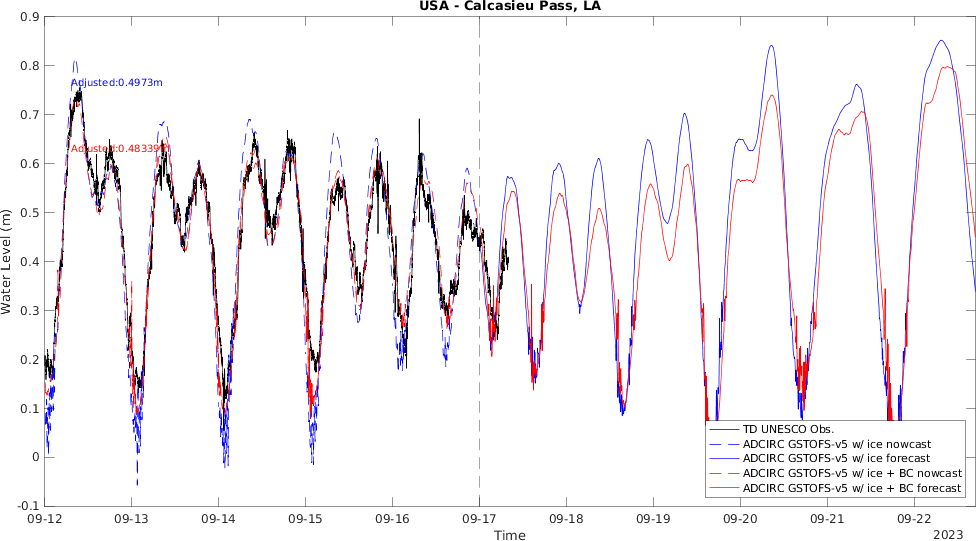 USA - Calcasieu Pass, LA
0.9
0.8
0.7
0.6
0.5
0.4
0.3
0.2
0.1
0
-0.1
Water Level (m)
Adjusted:0.4973m
Adjusted:0.48339m
TD UNESCO Obs.
ADCIRC GSTOFS-v5 w/ ice nowcast
ADCIRC GSTOFS-v5 w/ ice forecast
ADCIRC GSTOFS-v5 w/ ice + BC nowcast
ADCIRC GSTOFS-v5 w/ ice + BC forecast
09-12 09-13 09-14 09-15 09-16 09-17 09-18 09-19 09-20 09-21 09-22
Time
2023